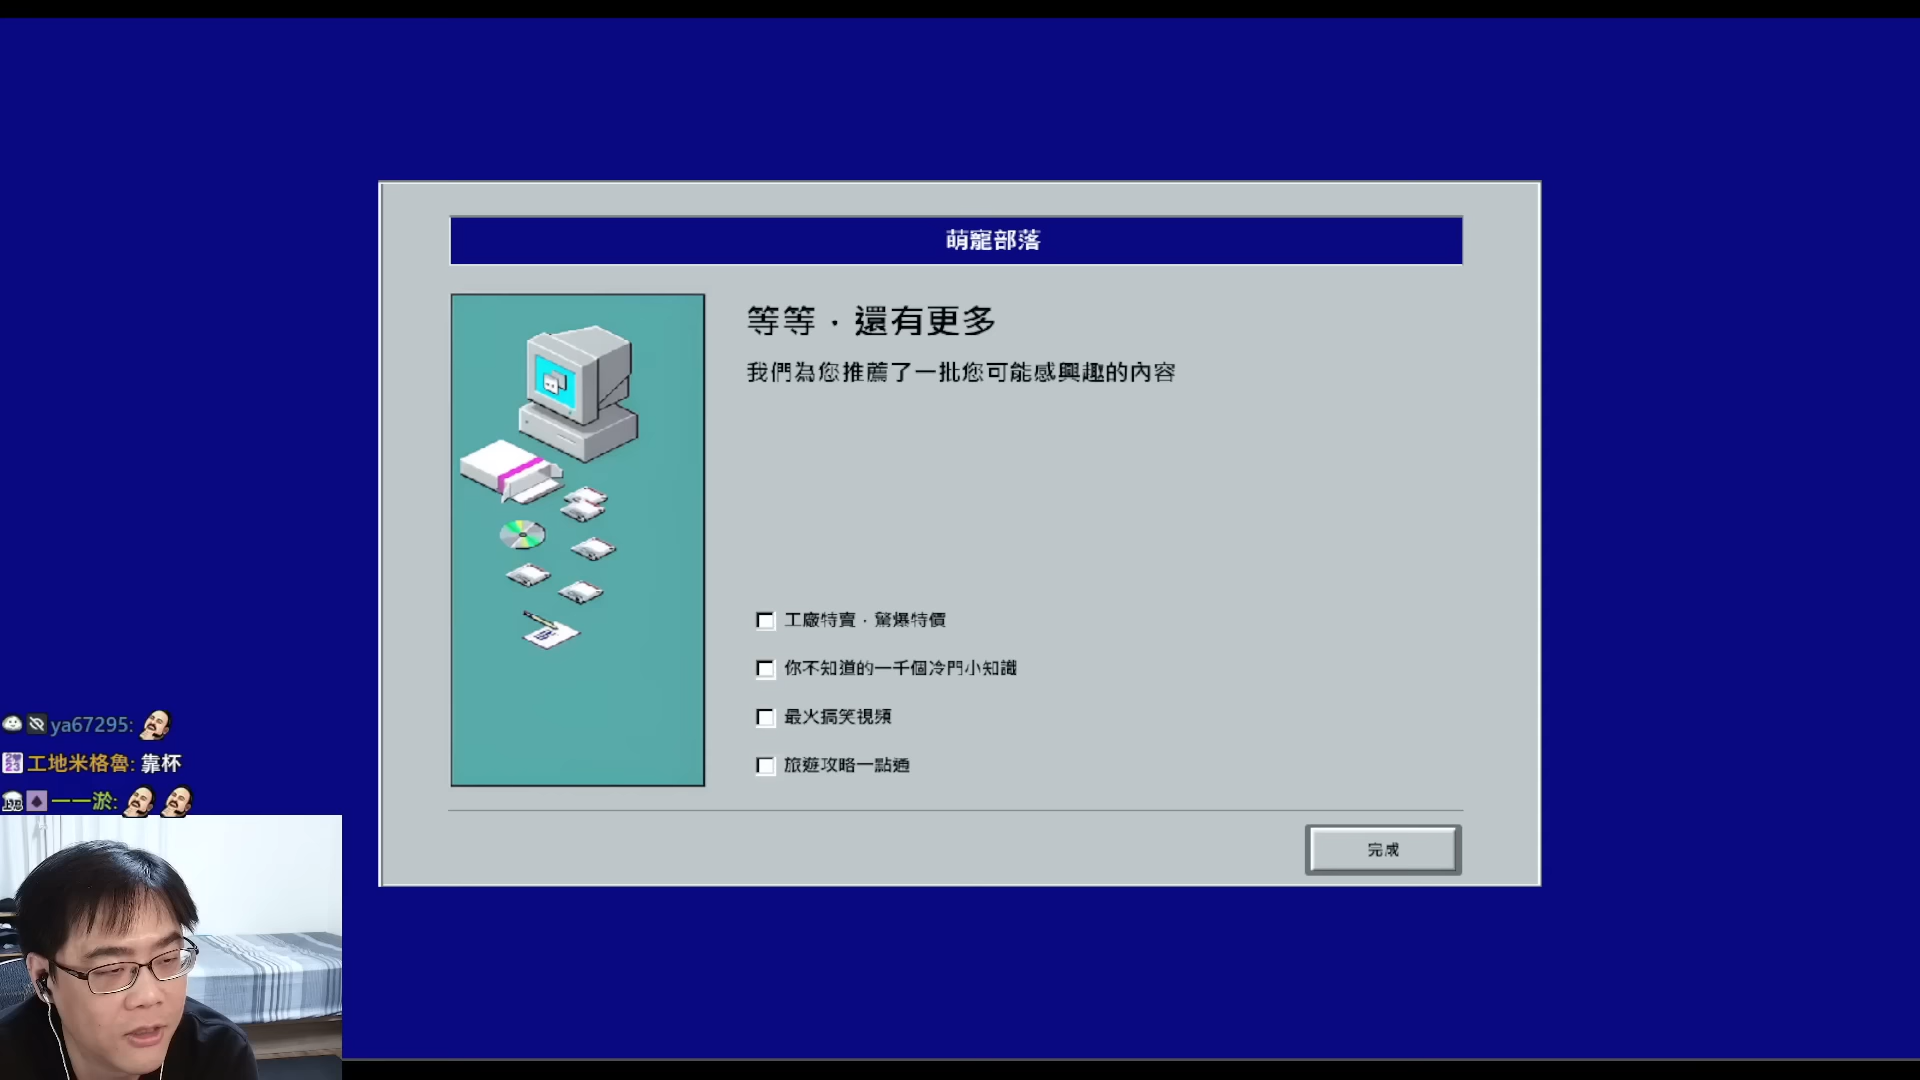 萌寵部落
等等．還有更多
我們為您推薦了一批您可能感興趣的內容
工廠特賣．驚爆特價
你不知道的一千個冷門小知識
最火搞笑視頻
旅遊攻略一點通
完成
ya67295:
工地米格魯: 靠杯
一一淤: